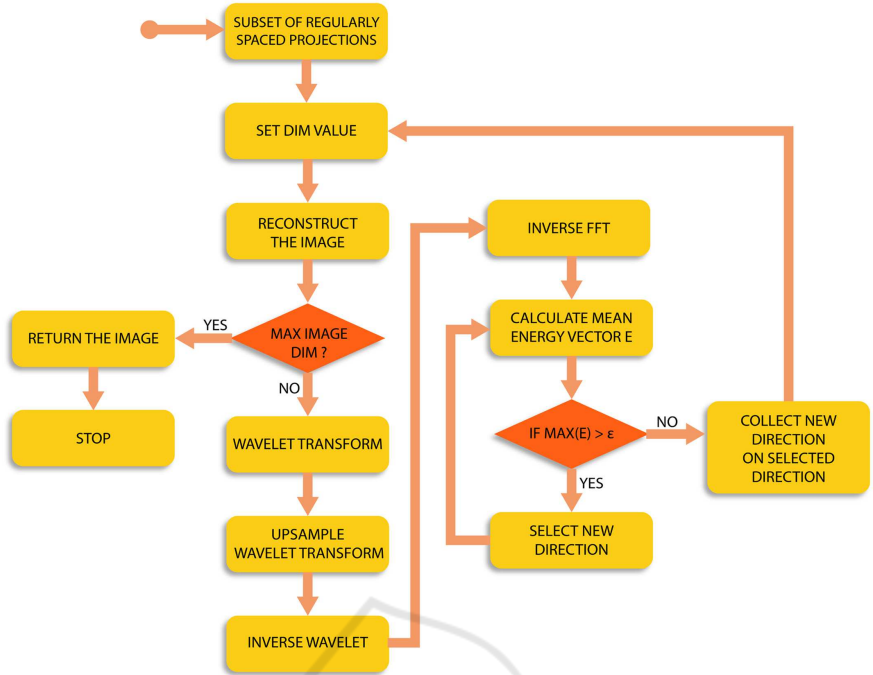 SUBSET OF REGULARLY
SPACED PROJECTIONS
SET DIM VALUE
RECONSTRUCT
THE IMAGE
MAX IMAGE
DIM ?
YES
RETURN THE IMAGE
STOP
NO
WAVELET TRANSFORM
UPSAMPLE
WAVELET TRANSFORM
INVERSE WAVELET
INVERSE FFT
CALCULATE MEAN
ENERGY VECTOR E
IF MAX(E) > ε
NO
COLLECT NEW
DIRECTION
ON SELECTED
DIRECTION
YES
SELECT NEW
DIRECTION